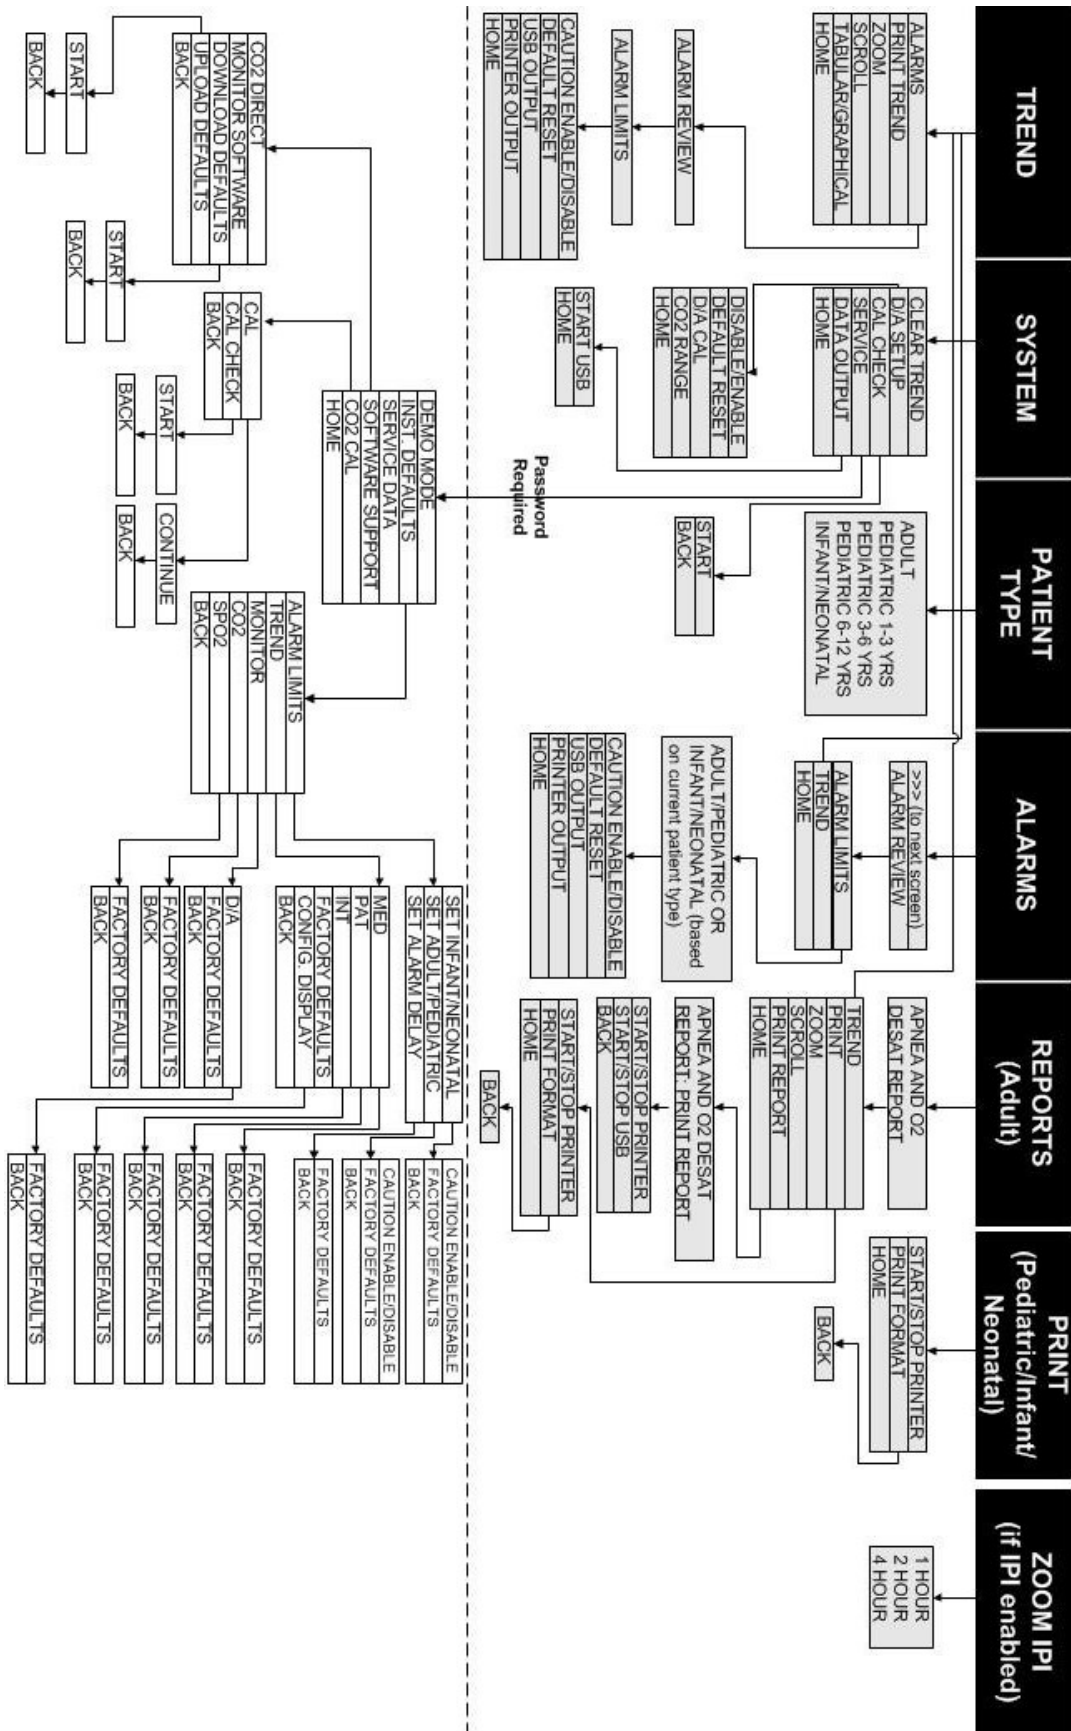 TREND
ALARMS
PRINT TREND
ZOOM
SCROLL
TABULAR/GRAPHICAL
HOME
ALARM REVIEW
ALARM LIMITS
CAUTION ENABLE/DISABLE
DEFAULT RESET
USB OUTPUT
PRINTER OUTPUT
HOME
SYSTEM
CLEAR TREND
D/A SETUP
CAL CHECK
SERVICE
DATA OUTPUT
HOME
DISABLE/ENABLE
DEFAULT RESET
D/A CAL
CO2 RANGE
HOME
START USB
HOME
START
BACK
PATIENT
TYPE
ADULT
PEDIATRIC 1-3 YRS
PEDIATRIC 3-6 YRS
PEDIATRIC 6-12 YRS
INFANT/NEONATAL
ALARMS
>>> (to next screen)
ALARM REVIEW
ALARM LIMITS
TREND
HOME
ADULT/PEDIATRIC OR
INFANT/NEONATAL (based
on current patient type)
CAUTION ENABLE/DISABLE
DEFAULT RESET
USB OUTPUT
PRINTER OUTPUT
HOME
REPORTS
(Adult)
APNEA AND O2
DESAT REPORT
TREND
PRINT
ZOOM
SCROLL
PRINT REPORT
HOME
APNEA AND O2 DESAT
REPORT: PRINT REPORT
START/STOP PRINTER
START/STOP USB
BACK
START/STOP PRINTER
PRINT FORMAT
HOME
BACK
PRINT
(Pediatric/Infant/
Neonatal)
START/STOP PRINTER
PRINT FORMAT
HOME
BACK
ZOOM IPI
(if IPI enabled)
1 HOUR
2 HOUR
4 HOUR
Password
Required
DEMO MODE
INST. DEFAULTS
SERVICE DATA
SOFTWARE SUPPORT
CO2 CAL
HOME
CO2 DIRECT
MONITOR SOFTWARE
DOWNLOAD DEFAULTS
UPLOAD DEFAULTS
BACK
START
BACK
START
BACK
CAL
CAL CHECK
BACK
START
BACK
CONTINUE
BACK
ALARM LIMITS
TREND
MONITOR
CO2
SPO2
BACK
SET INFANT/NEONATAL
SET ADULT/PEDIATRIC
SET ALARM DELAY
MED
PAT
INT
FACTORY DEFAULTS
CONFIG. DISPLAY
BACK
D/A
FACTORY DEFAULTS
BACK
FACTORY DEFAULTS
BACK
FACTORY DEFAULTS
BACK
CAUTION ENABLE/DISABLE
FACTORY DEFAULTS
BACK
CAUTION ENABLE/DISABLE
FACTORY DEFAULTS
BACK
FACTORY DEFAULTS
BACK
FACTORY DEFAULTS
BACK
FACTORY DEFAULTS
BACK
FACTORY DEFAULTS
BACK
FACTORY DEFAULTS
BACK
FACTORY DEFAULTS
BACK